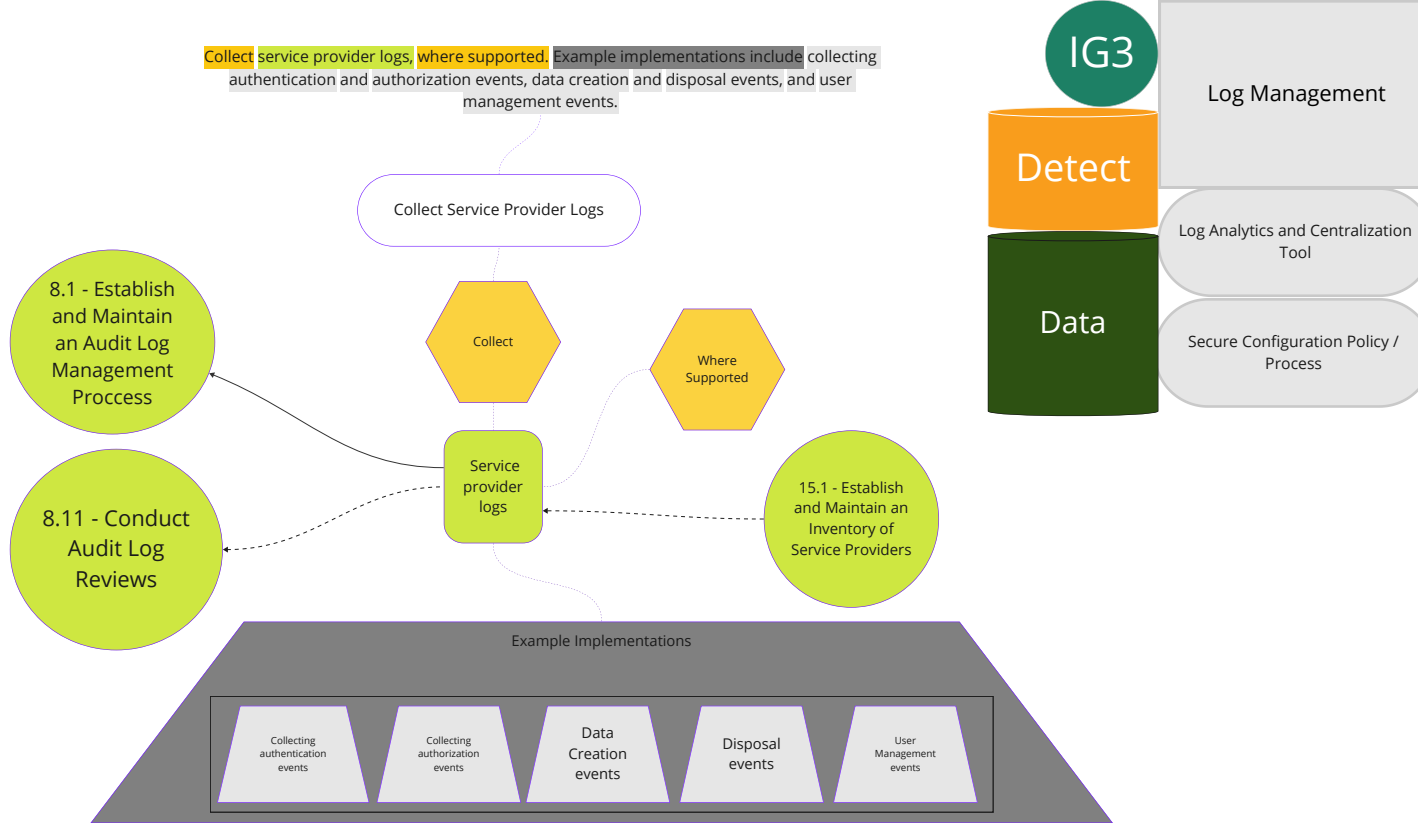 Collect service provider logs, where supported. Example implementations include collecting
authentication and authorization events, data creation and disposal events, and user
management events.
IG3
Log Management
Detect
Data
Log Analytics and Centralization
Tool
Secure Configuration Policy /
Process
Collect Service Provider Logs
8.1 - Establish
and Maintain
an Audit Log
Management
Proccess
Collect
Where
Supported
Service
provider
logs
8.11 - Conduct
Audit Log
Reviews
15.1 - Establish
and Maintain an
Inventory of
Service Providers
Example Implementations
Collecting
authentication
events
Collecting
authorization
events
Data
Creation
events
Disposal
events
User
Management
events